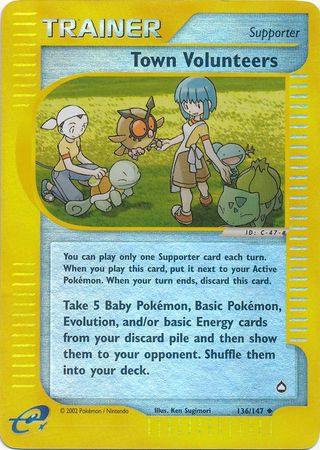 TRAINER
Supporter
Town Volunteers
ID: C-47-#
You can play only one Supporter card each turn.
When you play this card, put it next to your Active
Pokémon. When your turn ends, discard this card.
Take 5 Baby Pokémon, Basic Pokémon,
Evolution, and/or basic Energy cards
from your discard pile and then show
them to your opponent. Shuffle them
into your deck.
e
© 2002 Pokémon / Nintendo
Illus. Ken Sugimori
136/147 ◆